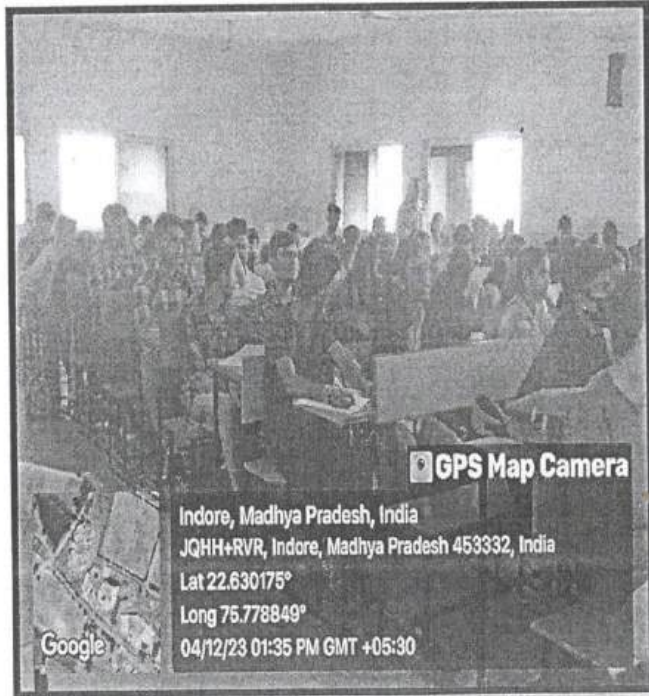 GPS Map Camera
Indore, Madhya Pradesh, India
JQHH+RVR, Indore, Madhya Pradesh 453332, India
Lat 22.630175°
Long 75.778849°
04/12/23 01:35 PM GMT +05:30
Google